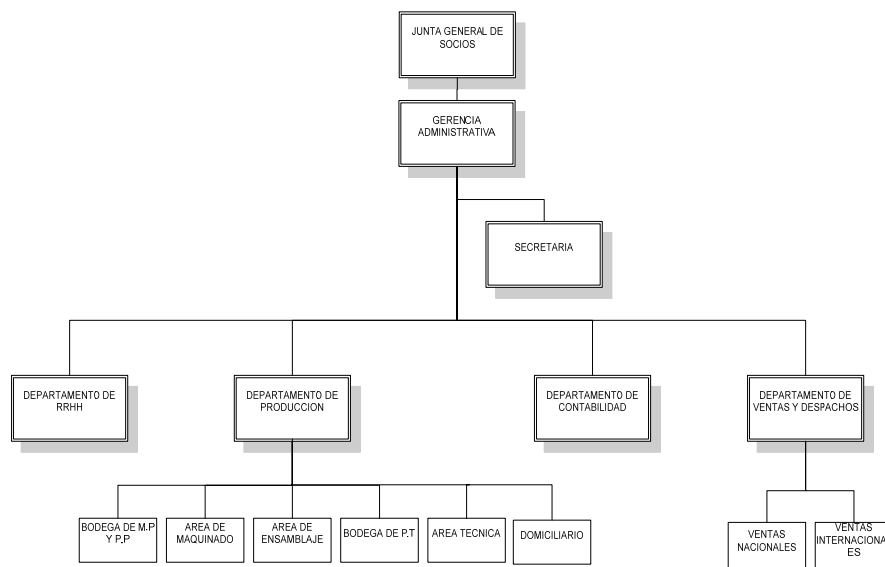 JUNTA GENERAL DE
SOCIOS
GERENCIA
ADMINISTRATIVA
SECRETARIA
DEPARTAMENTO DE
RRHH
DEPARTAMENTO DE
PRODUCCION
DEPARTAMENTO DE
CONTABILIDAD
DEPARTAMENTO DE
VENTAS Y DESPACHOS
BODEGA DE M.P
Y P.P
AREA DE
MAQUINADO
AREA DE
ENSAMBLAJE
BODEGA DE P.T
AREA TECNICA
DOMICILIARIO
VENTAS
NACIONALES
VENTAS
INTERNACIONA
ES